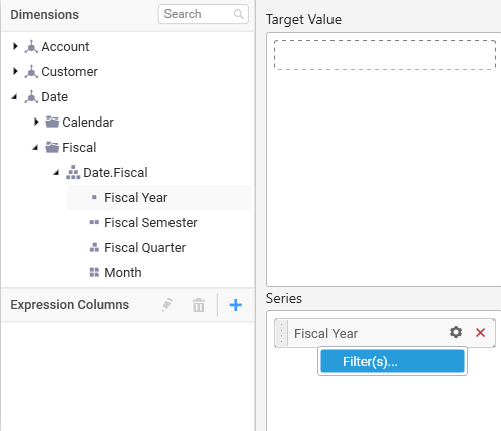 Dimensions
Search
Account
Customer
Date
Calendar
Fiscal
Date.Fiscal
Fiscal Year
Fiscal Semester
Fiscal Quarter
Month
Expression Columns
Target Value
Series
Fiscal Year
Filter(s)...